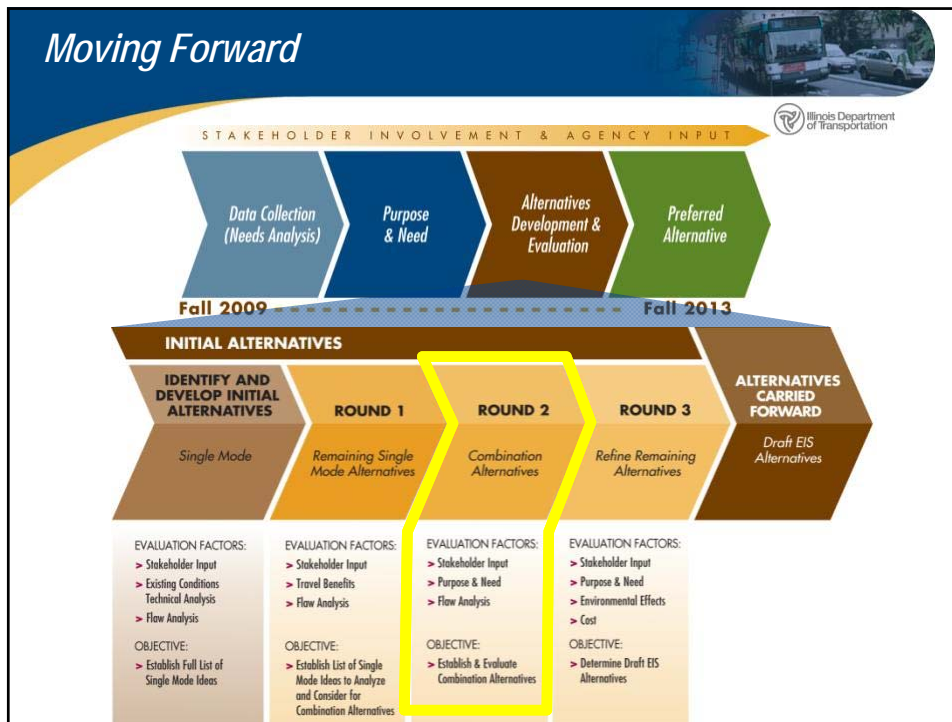 Moving Forward
Illinois Department
of Transportation
STAKEHOLDER INVOLVEMENT & AGENCY INPUT
Data Collection
(Needs Analysis)
Purpose
& Need
Alternatives
Development &
Evaluation
Preferred
Alternative
Fall 2009
Fall 2013
INITIAL ALTERNATIVES
IDENTIFY AND
DEVELOP INITIAL
ALTERNATIVES
Single Mode
ROUND 1
Remaining Single
Mode Alternatives
ROUND 2
Combination
Alternatives
ROUND 3
Refine Remaining
Alternatives
ALTERNATIVES
CARRIED
FORWARD
Draft EIS
Alternatives
EVALUATION FACTORS:
> Stakeholder Input
> Existing Conditions
Technical Analysis
> Flaw Analysis
OBJECTIVE:
> Establish Full List of
Single Mode Ideas
EVALUATION FACTORS:
> Stakeholder Input
> Travel Benefits
> Flaw Analysis
OBJECTIVE:
> Establish List of Single
Mode Ideas to Analyze
and Consider for
Combination Alternatives
EVALUATION FACTORS:
> Stakeholder Input
> Purpose & Need
> Flaw Analysis
OBJECTIVE:
> Establish & Evaluate
Combination Alternatives
EVALUATION FACTORS:
> Stakeholder Input
> Purpose & Need
> Environmental Effects
> Cost
OBJECTIVE:
> Determine Draft EIS
Alternatives